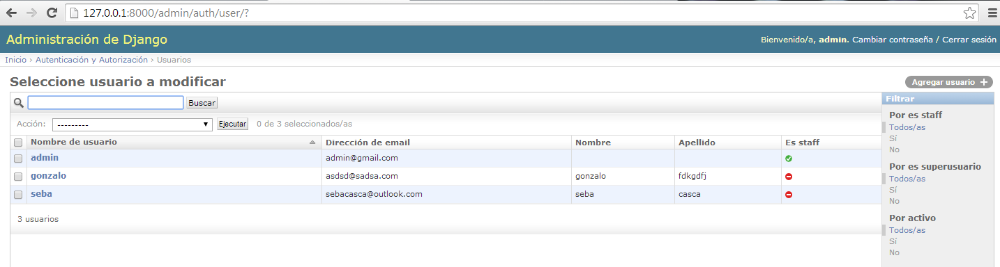 127.0.0.1:8000/admin/auth/user/?
Administración de Django
Bienvenido/a, admin. Cambiar contraseña / Cerrar sesión
Inicio › Autenticación y Autorización › Usuarios
Seleccione usuario a modificar
Agregar usuario +
Buscar
Acción: --------- Ejecutar 0 de 3 seleccionados/as
Nombre de usuario Dirección de email Nombre Apellido Es staff
admin admin@gmail.com
gonzalo asdsd@sadsa.com gonzalo fdkgdfj
seba sebacasca@outlook.com seba casca
3 usuarios
Filtrar
Por es staff
Todos/as
Sí
No
Por es superusuario
Todos/as
Sí
No
Por activo
Todos/as
Sí
No